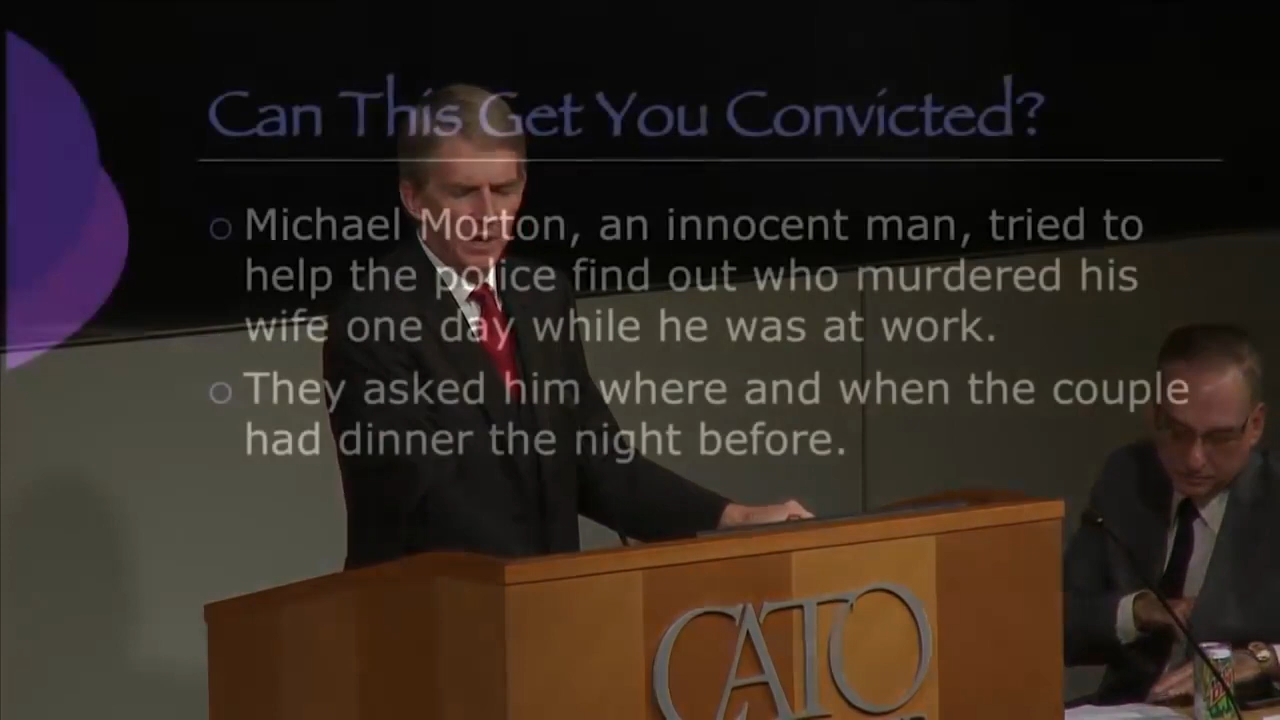 Can This Get You Convicted?
Michael Morton, an innocent man, tried to
help the police find out who murdered his
wife one day while he was at work.
They asked him where and when the couple
had dinner the night before.
CATO